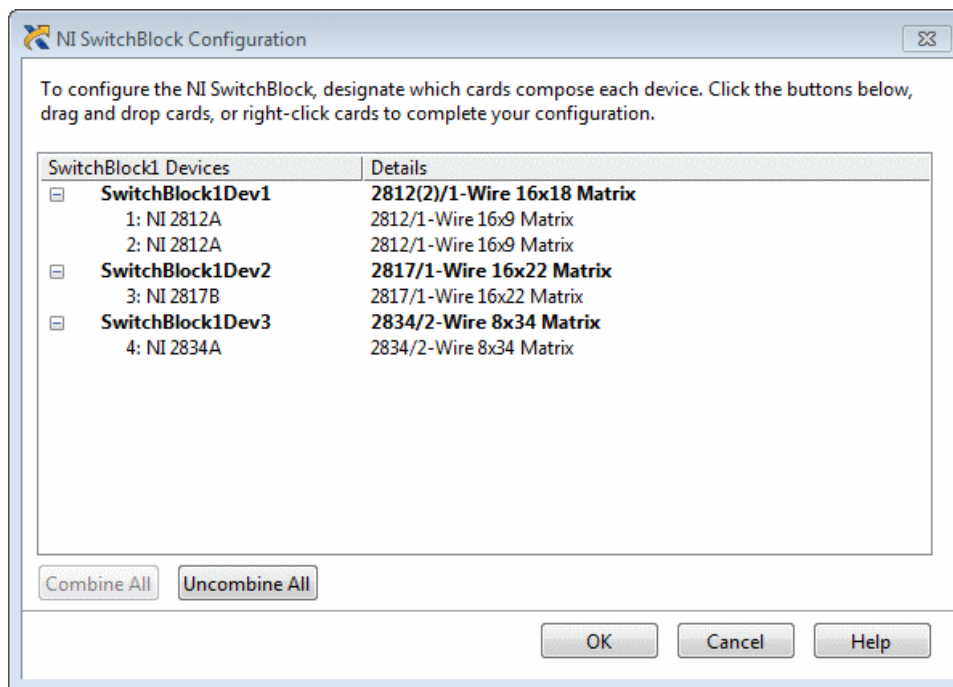 NI SwitchBlock Configuration
To configure the NI SwitchBlock, designate which cards compose each device. Click the buttons below,
drag and drop cards, or right-click cards to complete your configuration.
SwitchBlock1 Devices Details
SwitchBlock1Dev1 2812(2)/1-Wire 16x18 Matrix
1: NI 2812A 2812/1-Wire 16x9 Matrix
2: NI 2812A 2812/1-Wire 16x9 Matrix
SwitchBlock1Dev2 2817/1-Wire 16x22 Matrix
3: NI 2817B 2817/1-Wire 16x22 Matrix
SwitchBlock1Dev3 2834/2-Wire 8x34 Matrix
4: NI 2834A 2834/2-Wire 8x34 Matrix
Combine All Uncombine All
OK Cancel Help